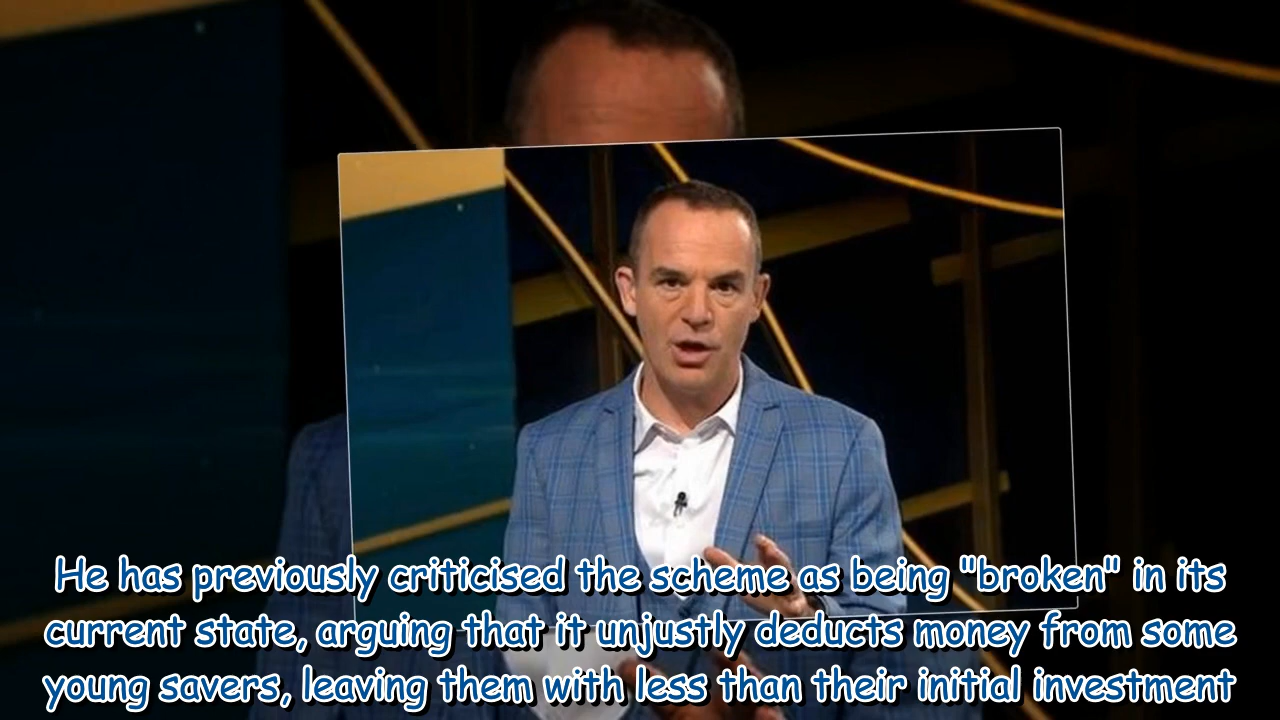 He has previously criticised the scheme as being "broken" in its
current state, arguing that it unjustly deducts money from some
young savers, leaving them with less than their initial investment